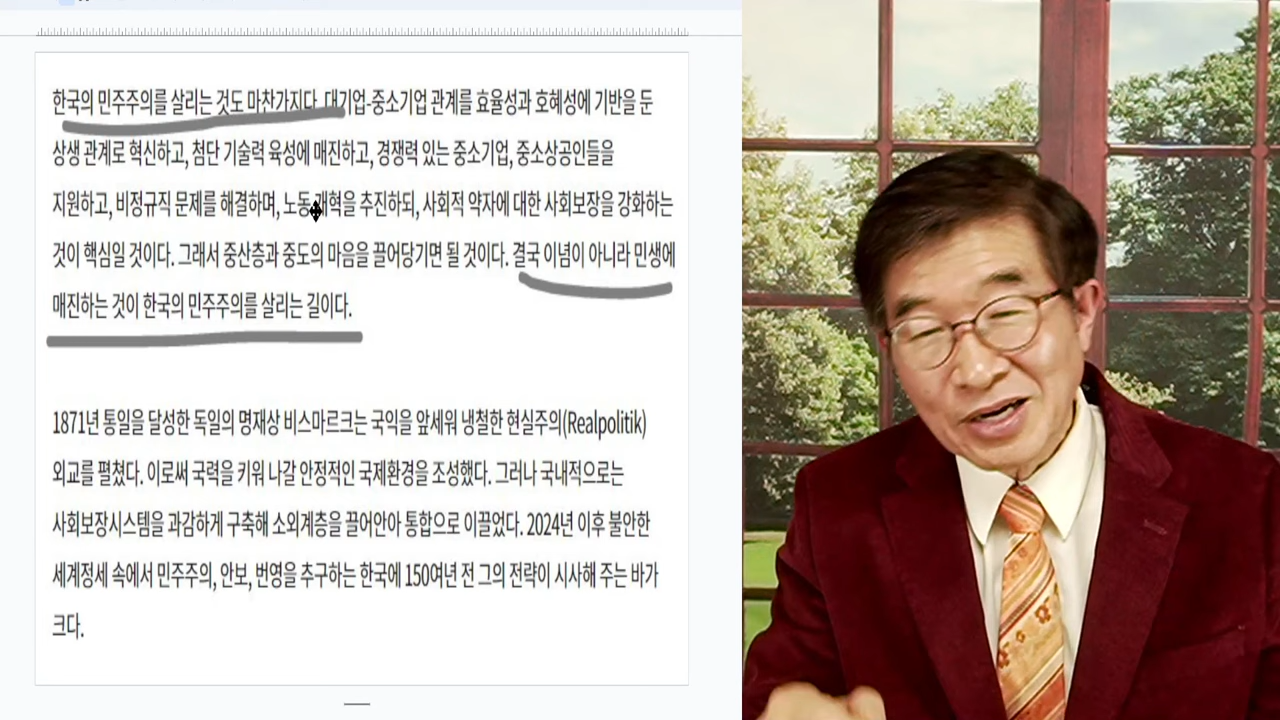 한국의 민주주의를 살리는 것도 마찬가지다. 대기업-중소기업 관계를 효율성과 호혜성에 기반을 둔
상생 관계로 혁신하고, 첨단 기술력 육성에 매진하고, 경쟁력 있는 중소기업, 중소상공인들을
지원하고, 비정규직 문제를 해결하며, 노동 개혁을 추진하되, 사회적 약자에 대한 사회보장을 강화하는
것이 핵심일 것이다. 그래서 중산층과 중도의 마음을 끌어당기면 될 것이다. 결국 이념이 아니라 민생에
매진하는 것이 한국의 민주주의를 살리는 길이다.
1871년 통일을 달성한 독일의 명재상 비스마르크는 국익을 앞세워 냉철한 현실주의(Realpolitik)
외교를 펼쳤다. 이로써 국력을 키워 나갈 안정적인 국제환경을 조성했다. 그러나 국내적으로는
사회보장시스템을 과감하게 구축해 소외계층을 끌어안아 통합으로 이끌었다. 2024년 이후 불안한
세계정세 속에서 민주주의, 안보, 번영을 추구하는 한국에 150여년 전 그의 전략이 시사해 주는 바가
크다.